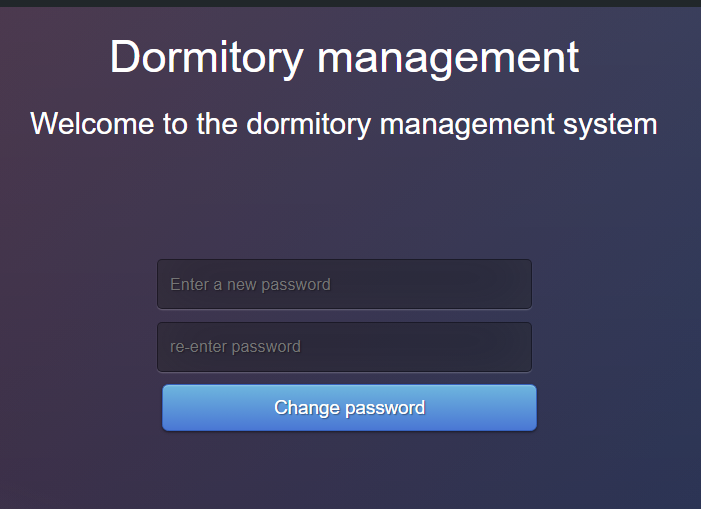 Dormitory management
Welcome to the dormitory management system
Enter a new password
re-enter password
Change password